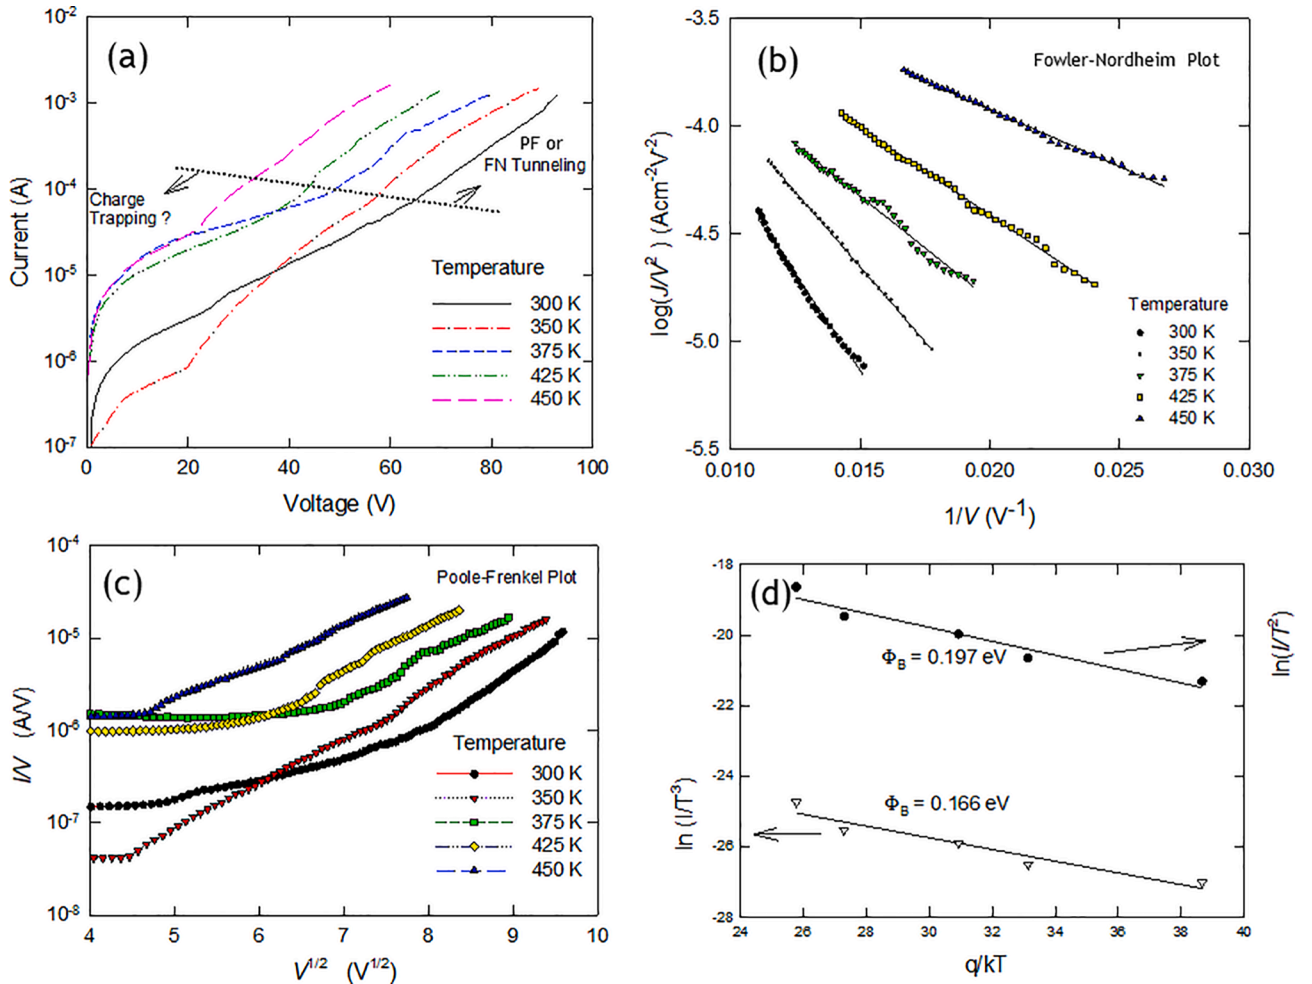 (a)
10⁻²
10⁻³
10⁻⁴
10⁻⁵
10⁻⁶
10⁻⁷
Current (A)
PF or
FN Tunneling
Charge
Trapping ?
Temperature
300 K
350 K
375 K
425 K
450 K
0 20 40 60 80 100
Voltage (V)
(b)
Fowler-Nordheim Plot
-3.5
-4.0
-4.5
-5.0
-5.5
log(J/V²) (Acm⁻²V²)
Temperature
300 K
350 K
375 K
425 K
450 K
0.010 0.015 0.020 0.025 0.030
1/V (V⁻¹)
(c)
Poole-Frenkel Plot
10⁻⁴
10⁻⁵
10⁻⁶
10⁻⁷
10⁻⁸
I/V (A/V)
Temperature
300 K
350 K
375 K
425 K
450 K
4 5 6 7 8 9 10
V^1/2 (V^1/2)
(d)
-18
-20
-22
-24
-26
-28
ln (I/T³)
ln(I/T²)
Φ_B = 0.197 eV
Φ_B = 0.166 eV
24 26 28 30 32 34 36 38 40
q/kT